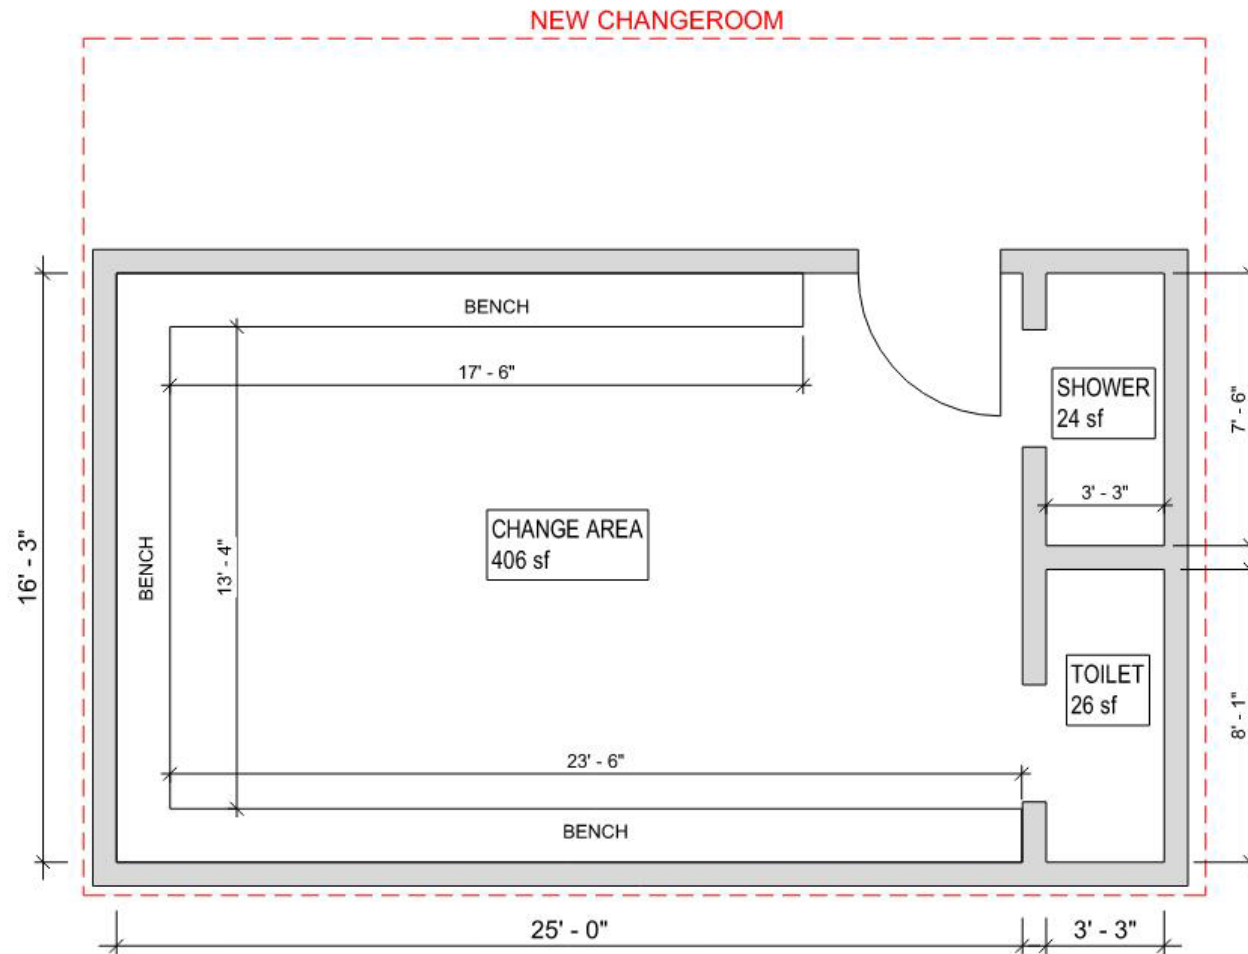 NEW CHANGEROOM
BENCH
17' - 6"
SHOWER
24 sf
7' - 6"
3' - 3"
CHANGE AREA
406 sf
16' - 3"
BENCH
13' - 4"
TOILET
26 sf
8' - 1"
23' - 6"
BENCH
25' - 0"
3' - 3"